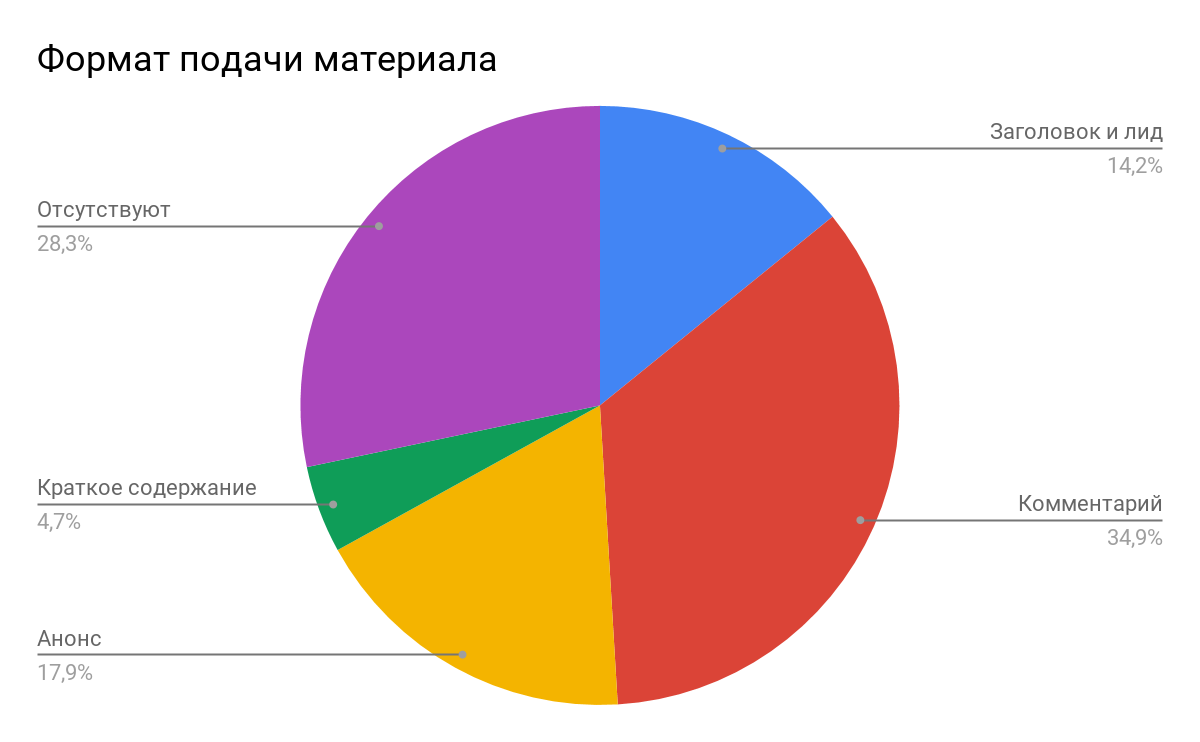 Формат подачи материала
Заголовок и лид
14,2%
Отсутствуют
28,3%
Краткое содержание
4,7%
Комментарий
34,9%
Анонс
17,9%